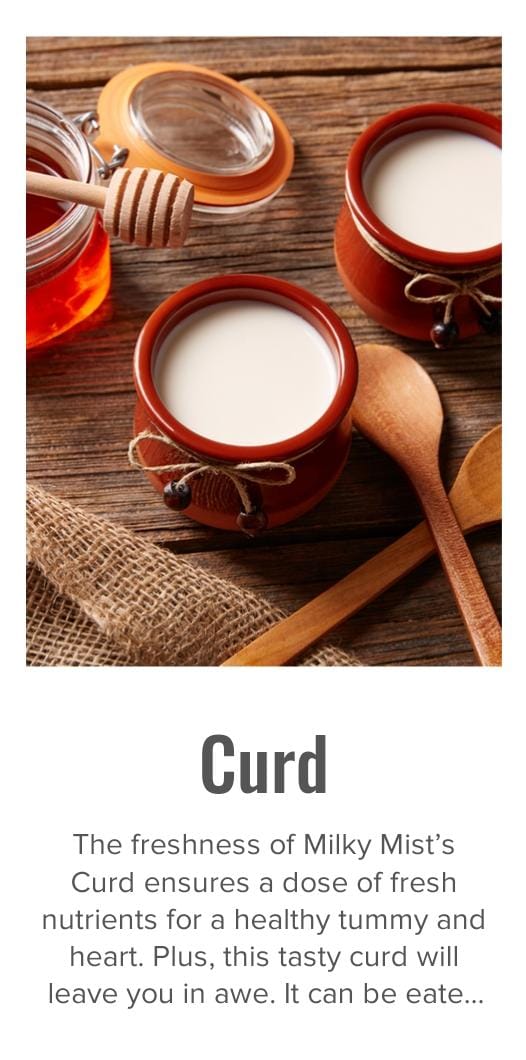 Curd
The freshness of Milky Mist’s
Curd ensures a dose of fresh
nutrients for a healthy tummy and
heart. Plus, this tasty curd will
leave you in awe. It can be eate...